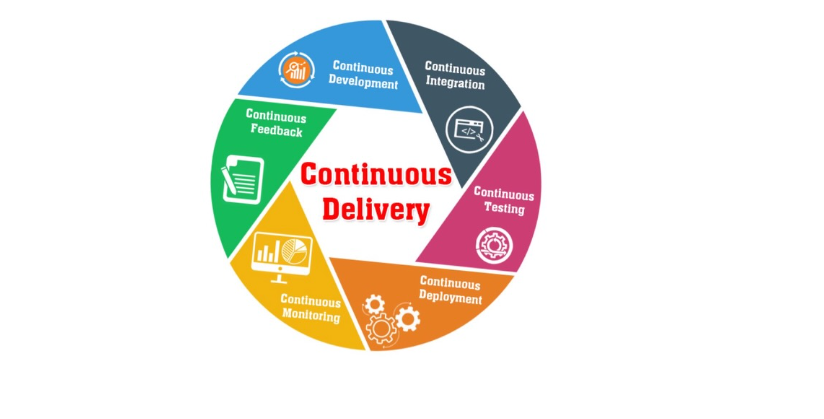 Continuous
Development
Continuous
Integration
Continuous
Feedback
Continuous
Delivery
Continuous
Testing
Continuous
Deployment
Continuous
Monitoring
</>